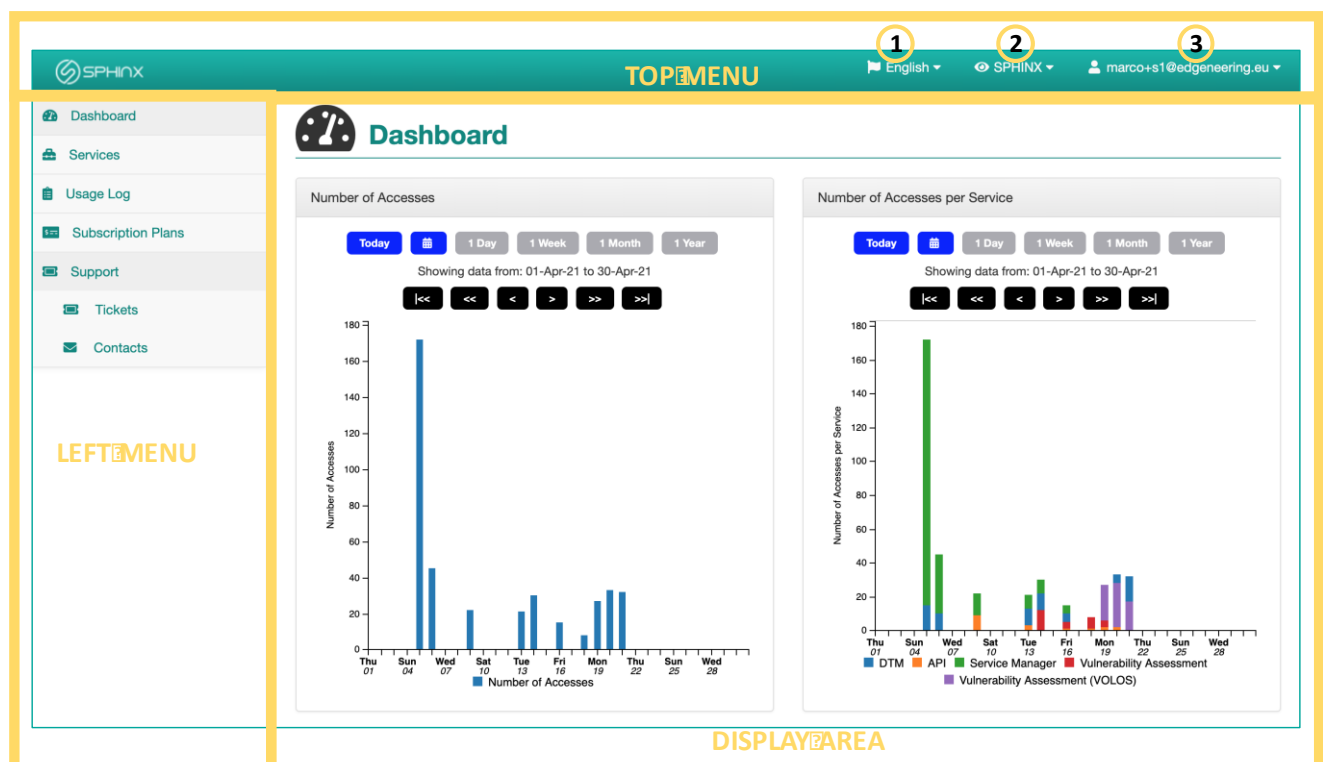 1 2 3
SPHINX
TOP MENU
English SPHINX marco+s1@edgeneering.eu
Dashboard
Services
Usage Log
Subscription Plans
Support
Tickets
Contacts
LEFT MENU
Dashboard
Number of Accesses
Today 1 Day 1 Week 1 Month 1 Year
Showing data from: 01-Apr-21 to 30-Apr-21
|<< << < > >> >>|
180
160
140
120
100
80
60
40
20
0
Number of Accesses
Thu Sun Wed Sat Tue Fri Mon Thu Sun Wed
01 04 07 10 13 16 19 22 25 28
Number of Accesses
Number of Accesses per Service
Today 1 Day 1 Week 1 Month 1 Year
Showing data from: 01-Apr-21 to 30-Apr-21
|<< << < > >> >>|
180
160
140
120
100
80
60
40
20
0
Number of Accesses per Service
Thu Sun Wed Sat Tue Fri Mon Thu Sun Wed
01 04 07 10 13 16 19 22 25 28
DTM API Service Manager Vulnerability Assessment
Vulnerability Assessment (VOLOS)
DISPLAY AREA